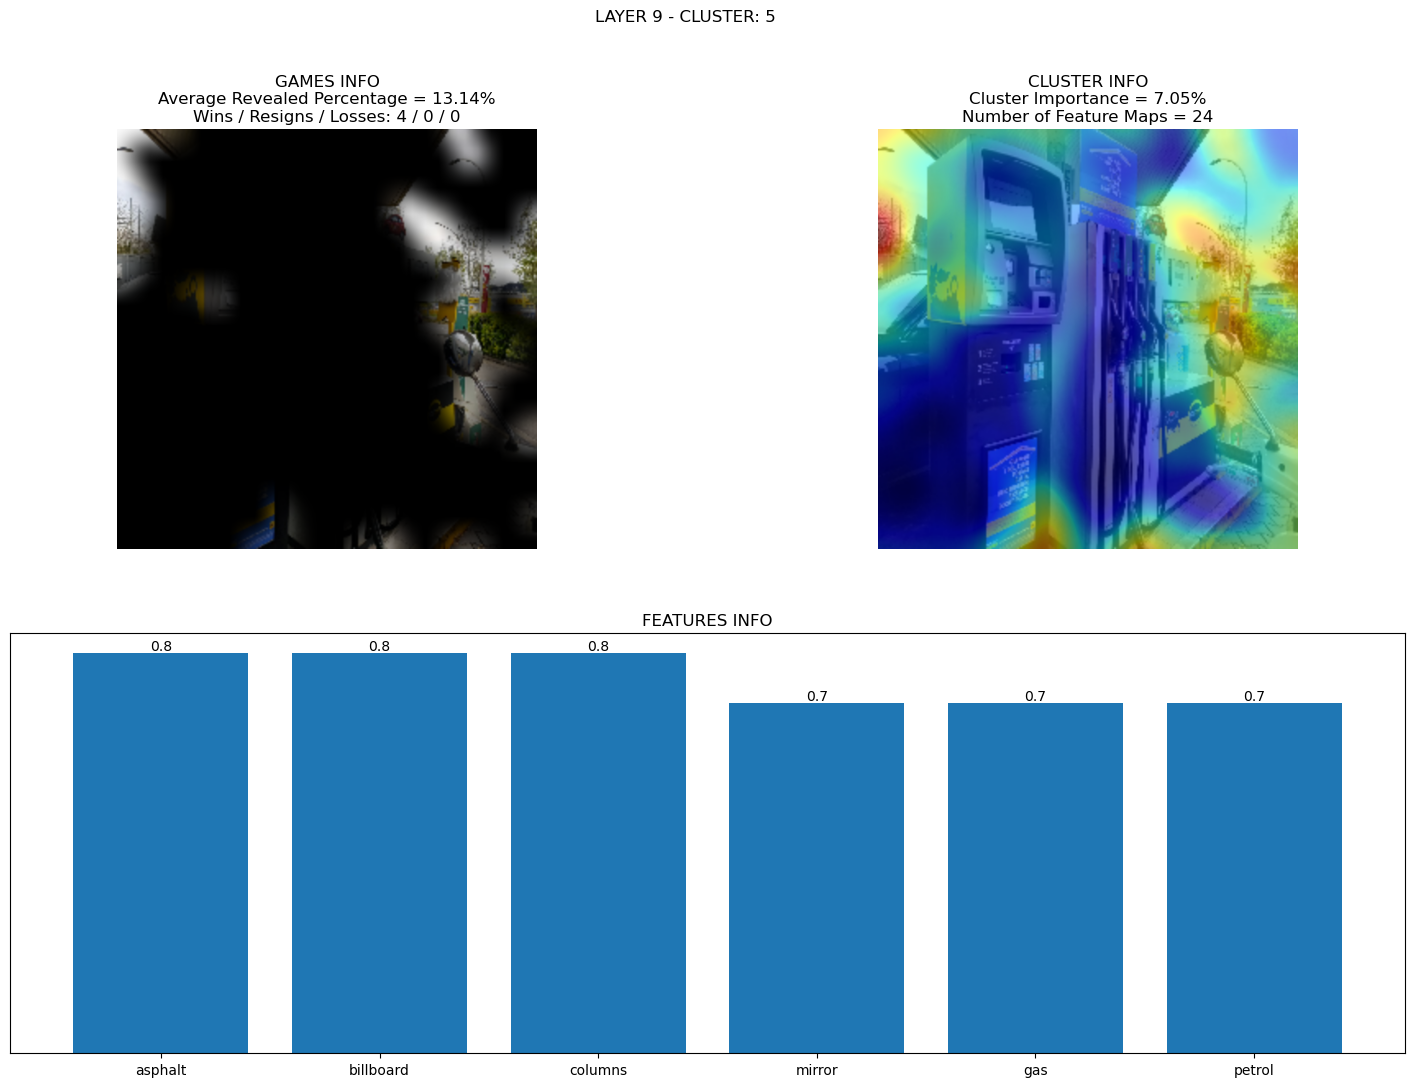 LAYER 9 - CLUSTER: 5
GAMES INFO
Average Revealed Percentage = 13.14%
Wins / Resigns / Losses: 4 / 0 / 0
CLUSTER INFO
Cluster Importance = 7.05%
Number of Feature Maps = 24
FEATURES INFO
0.8
0.8
0.8
0.7
0.7
0.7
asphalt
billboard
columns
mirror
gas
petrol